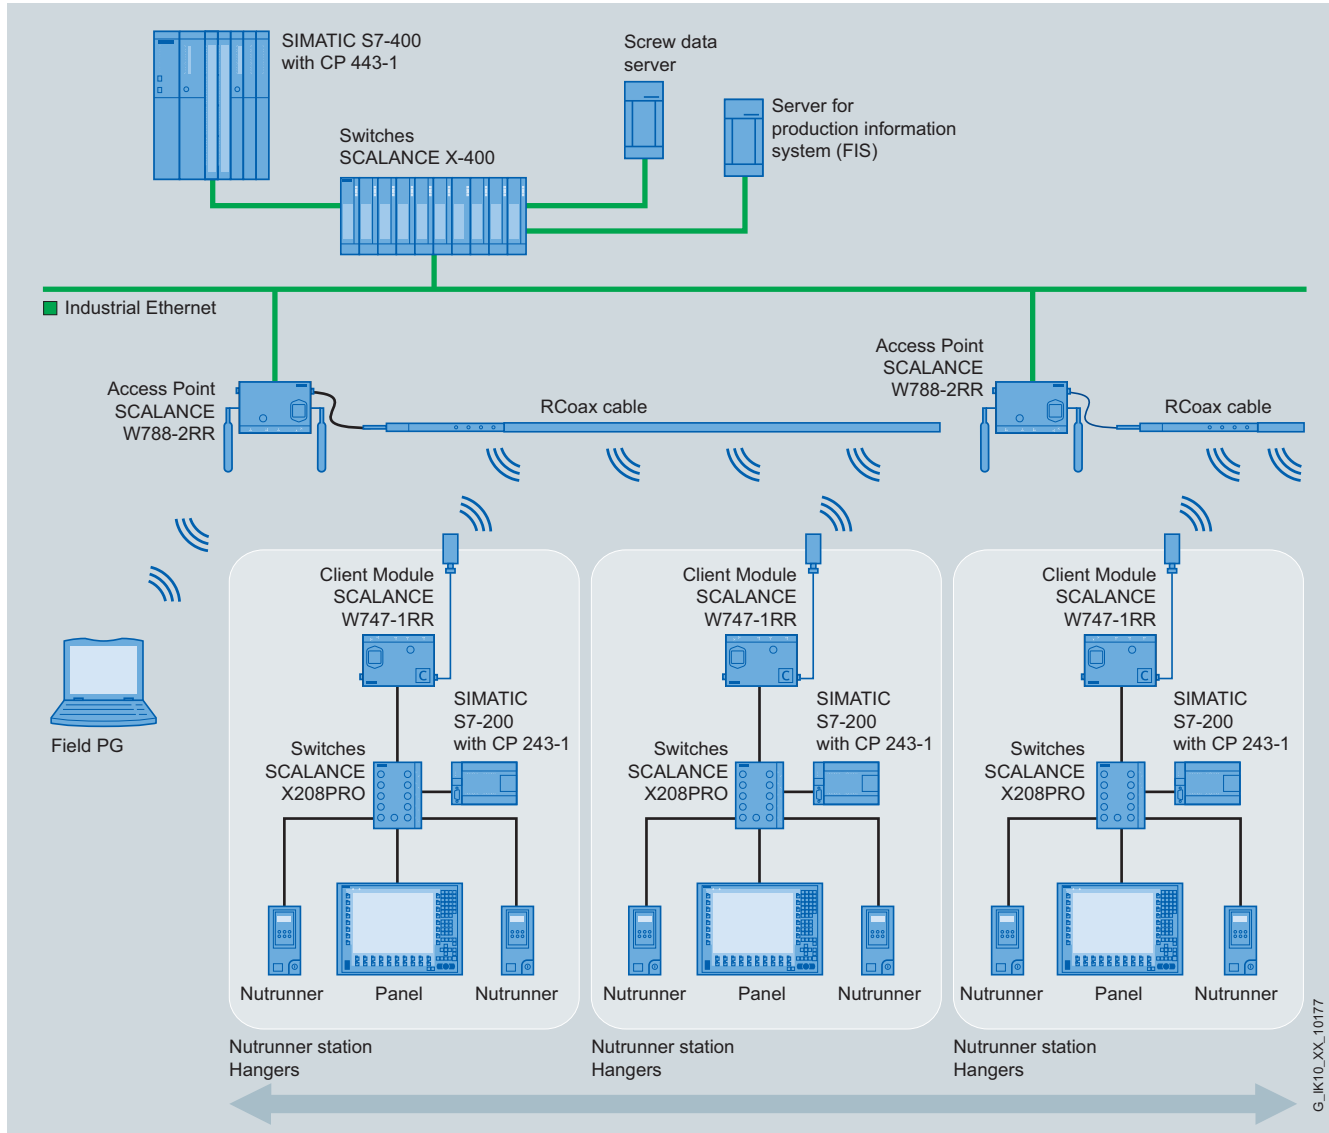 SIMATIC S7-400
with CP 443-1
Screw data
server
Server for
production information
system (FIS)
Switches
SCALANCE X-400
Industrial Ethernet
Access Point
SCALANCE
W788-2RR
RCoax cable
Access Point
SCALANCE
W788-2RR
RCoax cable
Field PG
Client Module
SCALANCE
W747-1RR
C
SIMATIC
S7-200
with CP 243-1
Switches
SCALANCE
X208PRO
Nutrunner
Panel
Nutrunner
Nutrunner station
Hangers
Client Module
SCALANCE
W747-1RR
C
SIMATIC
S7-200
with CP 243-1
Switches
SCALANCE
X208PRO
Nutrunner
Panel
Nutrunner
Nutrunner station
Hangers
Client Module
SCALANCE
W747-1RR
C
SIMATIC
S7-200
with CP 243-1
Switches
SCALANCE
X208PRO
Nutrunner
Panel
Nutrunner
Nutrunner station
Hangers
G_IK10_XX_10177